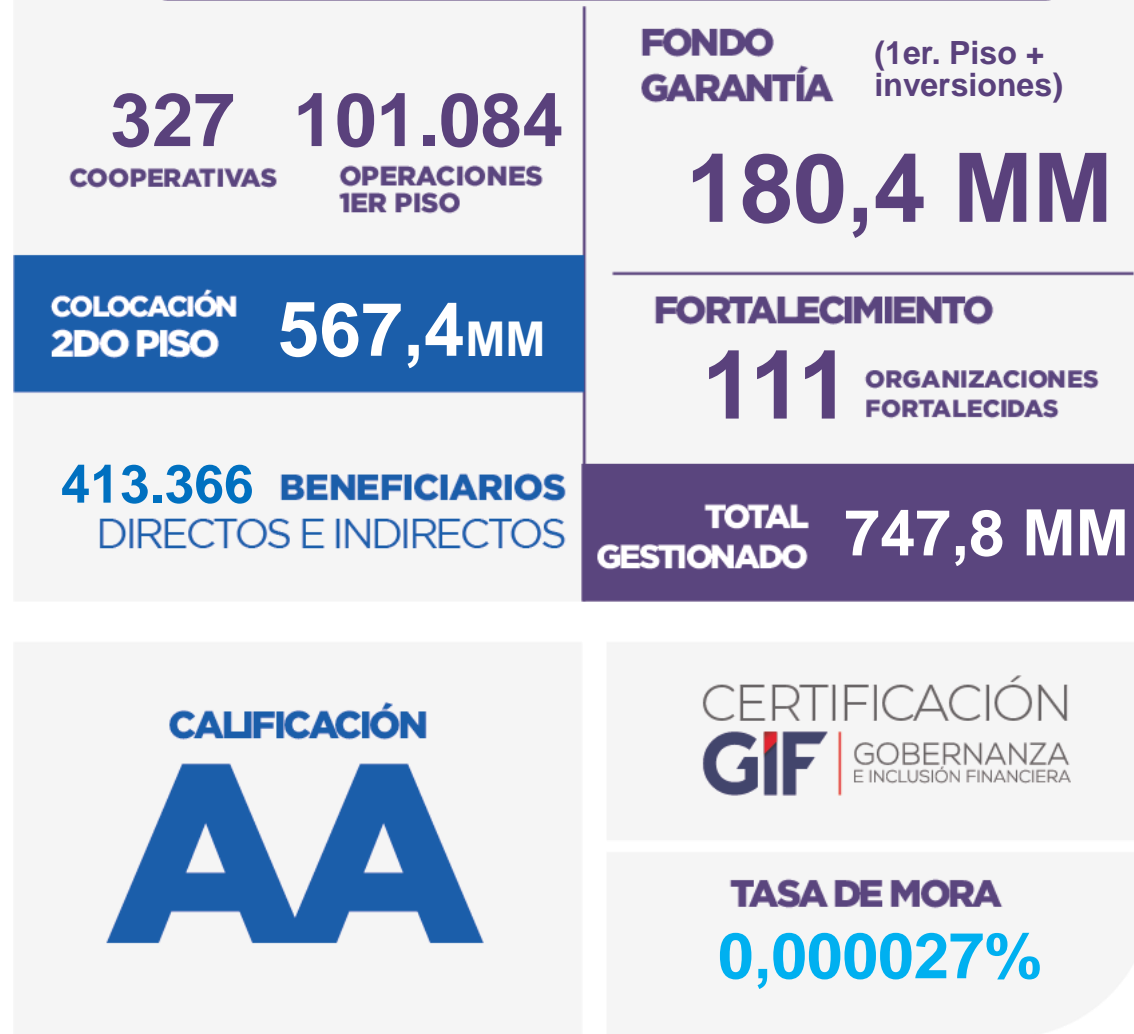 327
COOPERATIVAS
101.084
OPERACIONES
1ER PISO
COLOCACIÓN
2DO PISO
567,4MM
413.366 BENEFICIARIOS
DIRECTOS E INDIRECTOS
FONDO
GARANTÍA
(1er. Piso +
inversiones)
180,4 MM
FORTALECIMIENTO
111
ORGANIZACIONES
FORTALECIDAS
TOTAL
GESTIONADO
747,8 MM
CALIFICACIÓN
AA
CERTIFICACIÓN
GIF
GOBERNANZA
E INCLUSIÓN FINANCIERA
TASA DE MORA
0,000027%